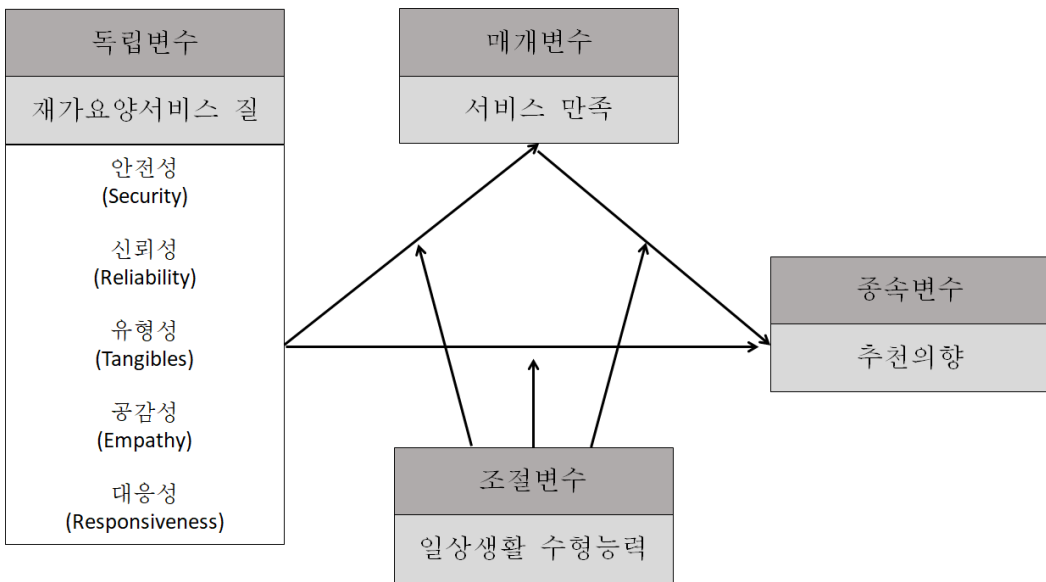 독립변수
재가요양서비스 질
안전성
(Security)
신뢰성
(Reliability)
유형성
(Tangibles)
공감성
(Empathy)
대응성
(Responsiveness)
매개변수
서비스 만족
종속변수
추천의향
조절변수
일상생활 수형능력